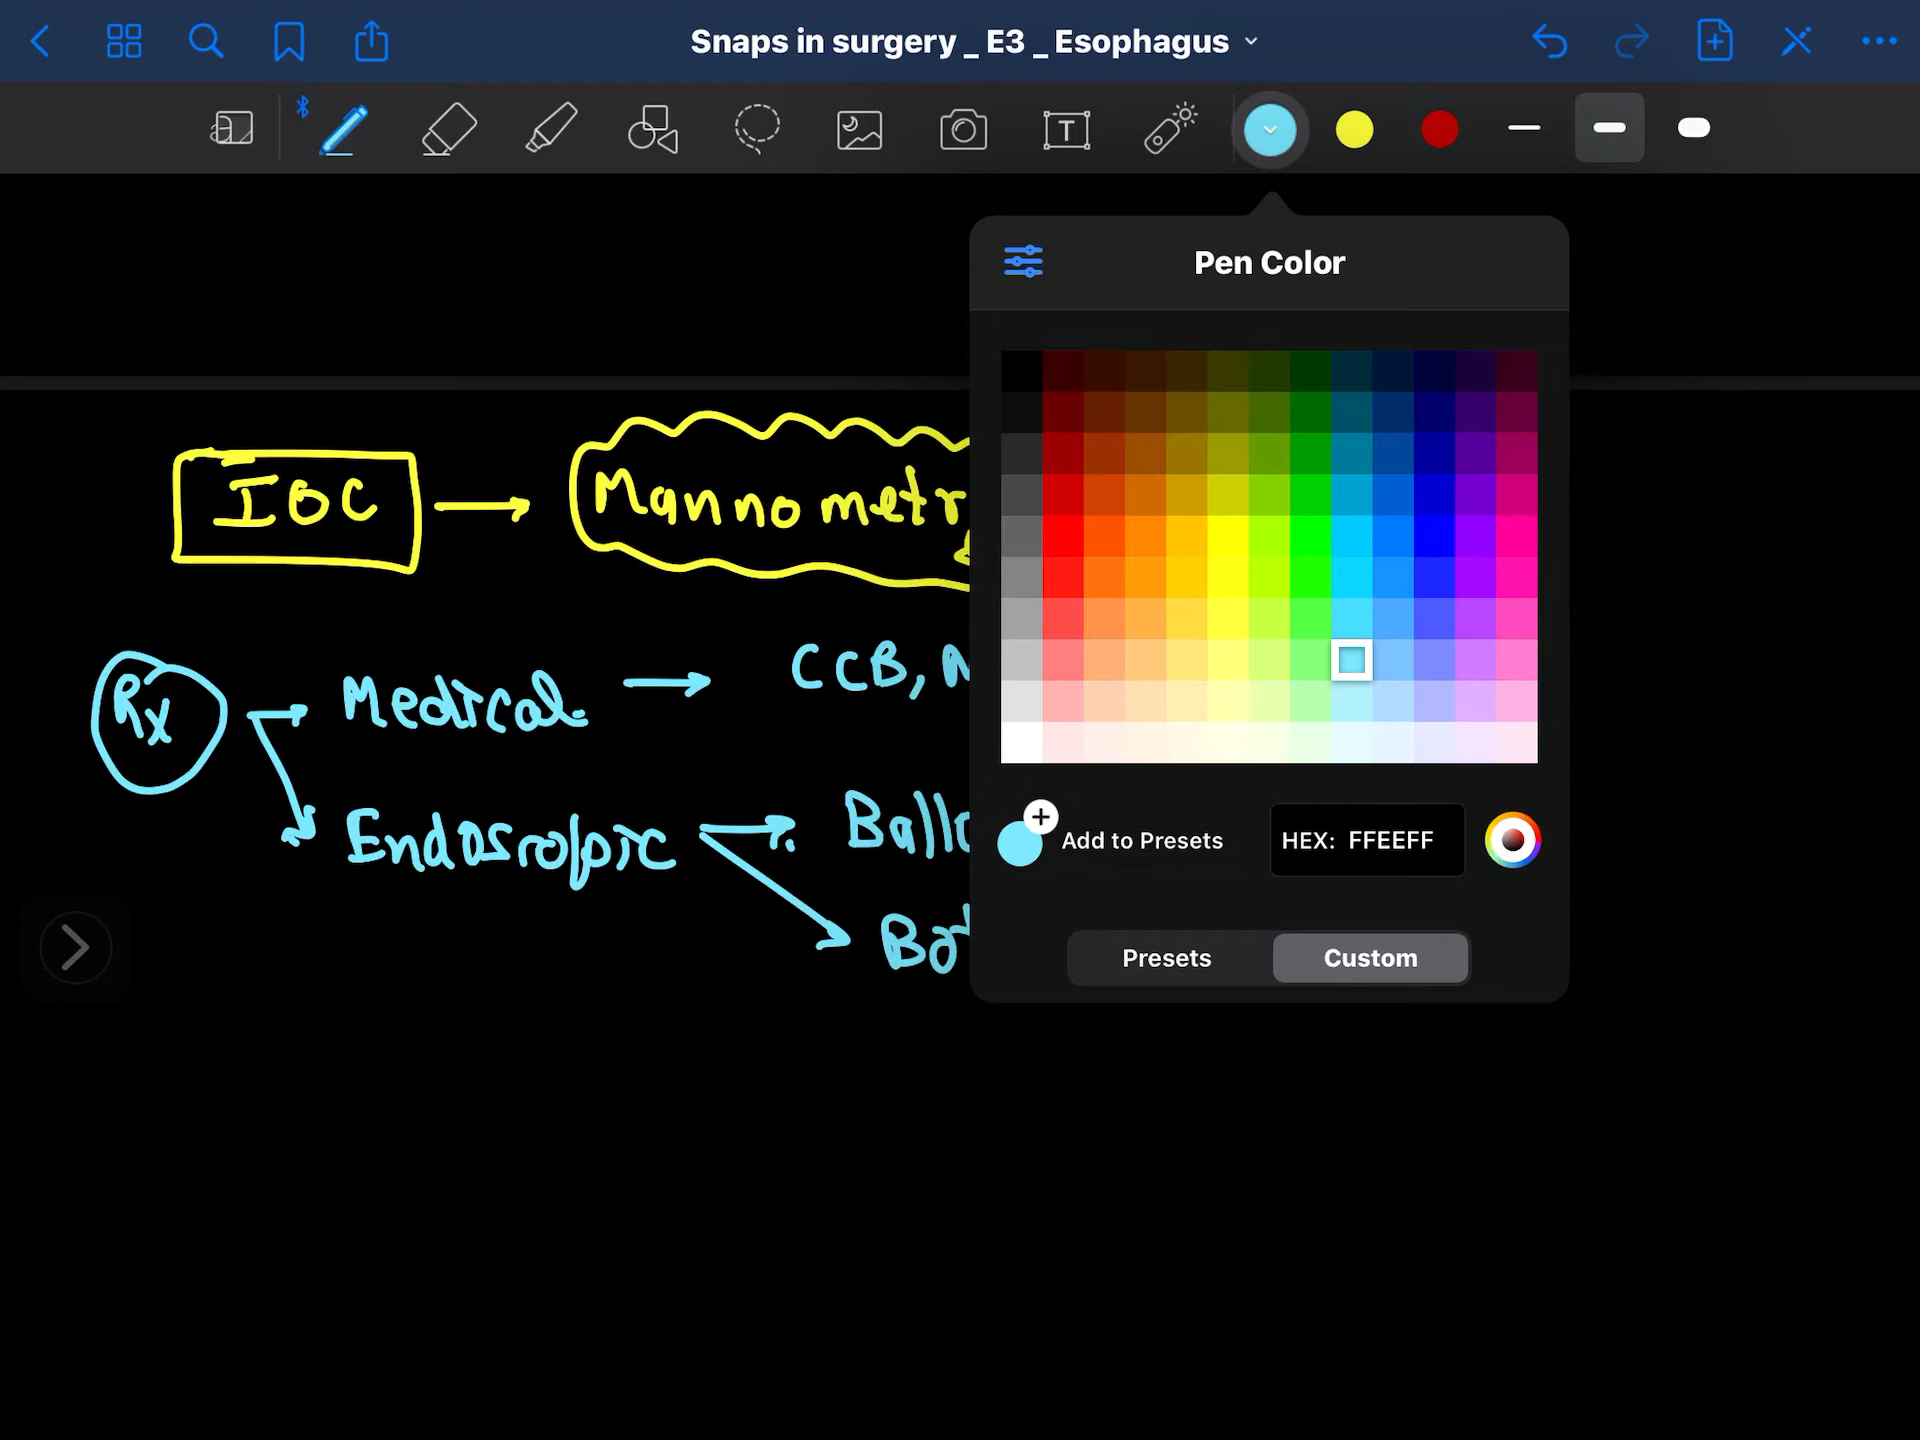 Snaps in surgery _ E3 _ Esophagus
T
Pen Color
IOC → Mannometr
Rx Medical → CCB,
Endoscopic
Add to Presets HEX: FFEEFF
Presets Custom